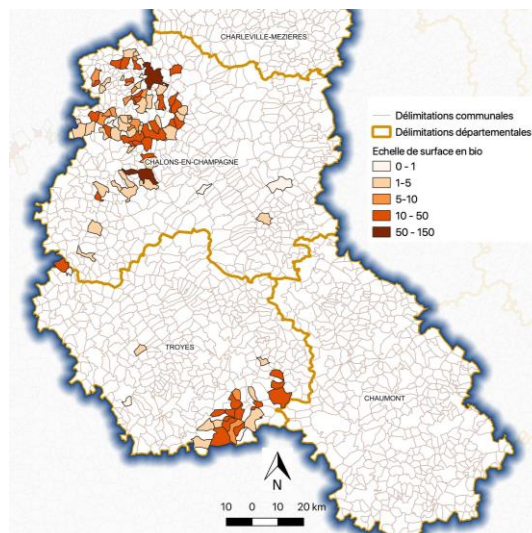 CHARLEVILLE-MEZIERES
Délimitations communales
Délimitations départementales
Echelle de surface en bio
0 - 1
1-5
5-10
10 - 50
50 - 150
CHALONS-EN-CHAMPAGNE
TROYES
CHAUMONT
N
10 0 10 20 km